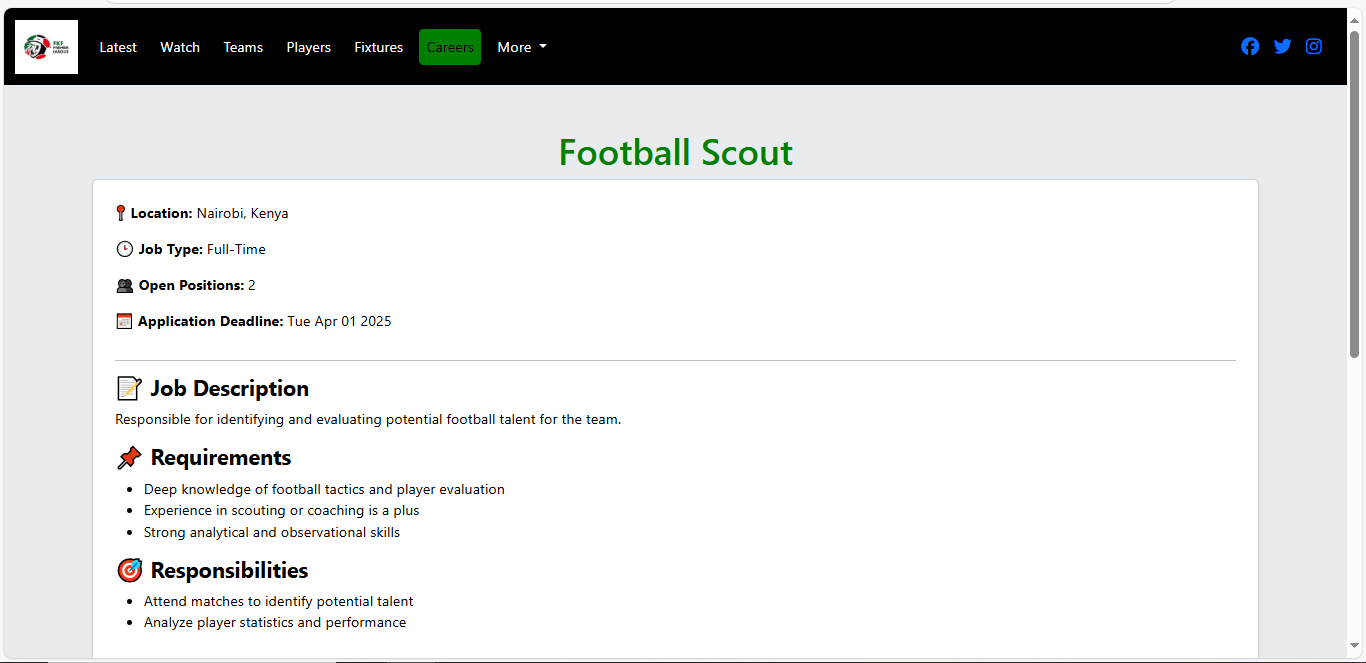 FKF
PREMIER
LEAGUE
Latest Watch Teams Players Fixtures Careers More
Football Scout
Location: Nairobi, Kenya
Job Type: Full-Time
Open Positions: 2
Application Deadline: Tue Apr 01 2025
Job Description
Responsible for identifying and evaluating potential football talent for the team.
Requirements
• Deep knowledge of football tactics and player evaluation
• Experience in scouting or coaching is a plus
• Strong analytical and observational skills
Responsibilities
• Attend matches to identify potential talent
• Analyze player statistics and performance